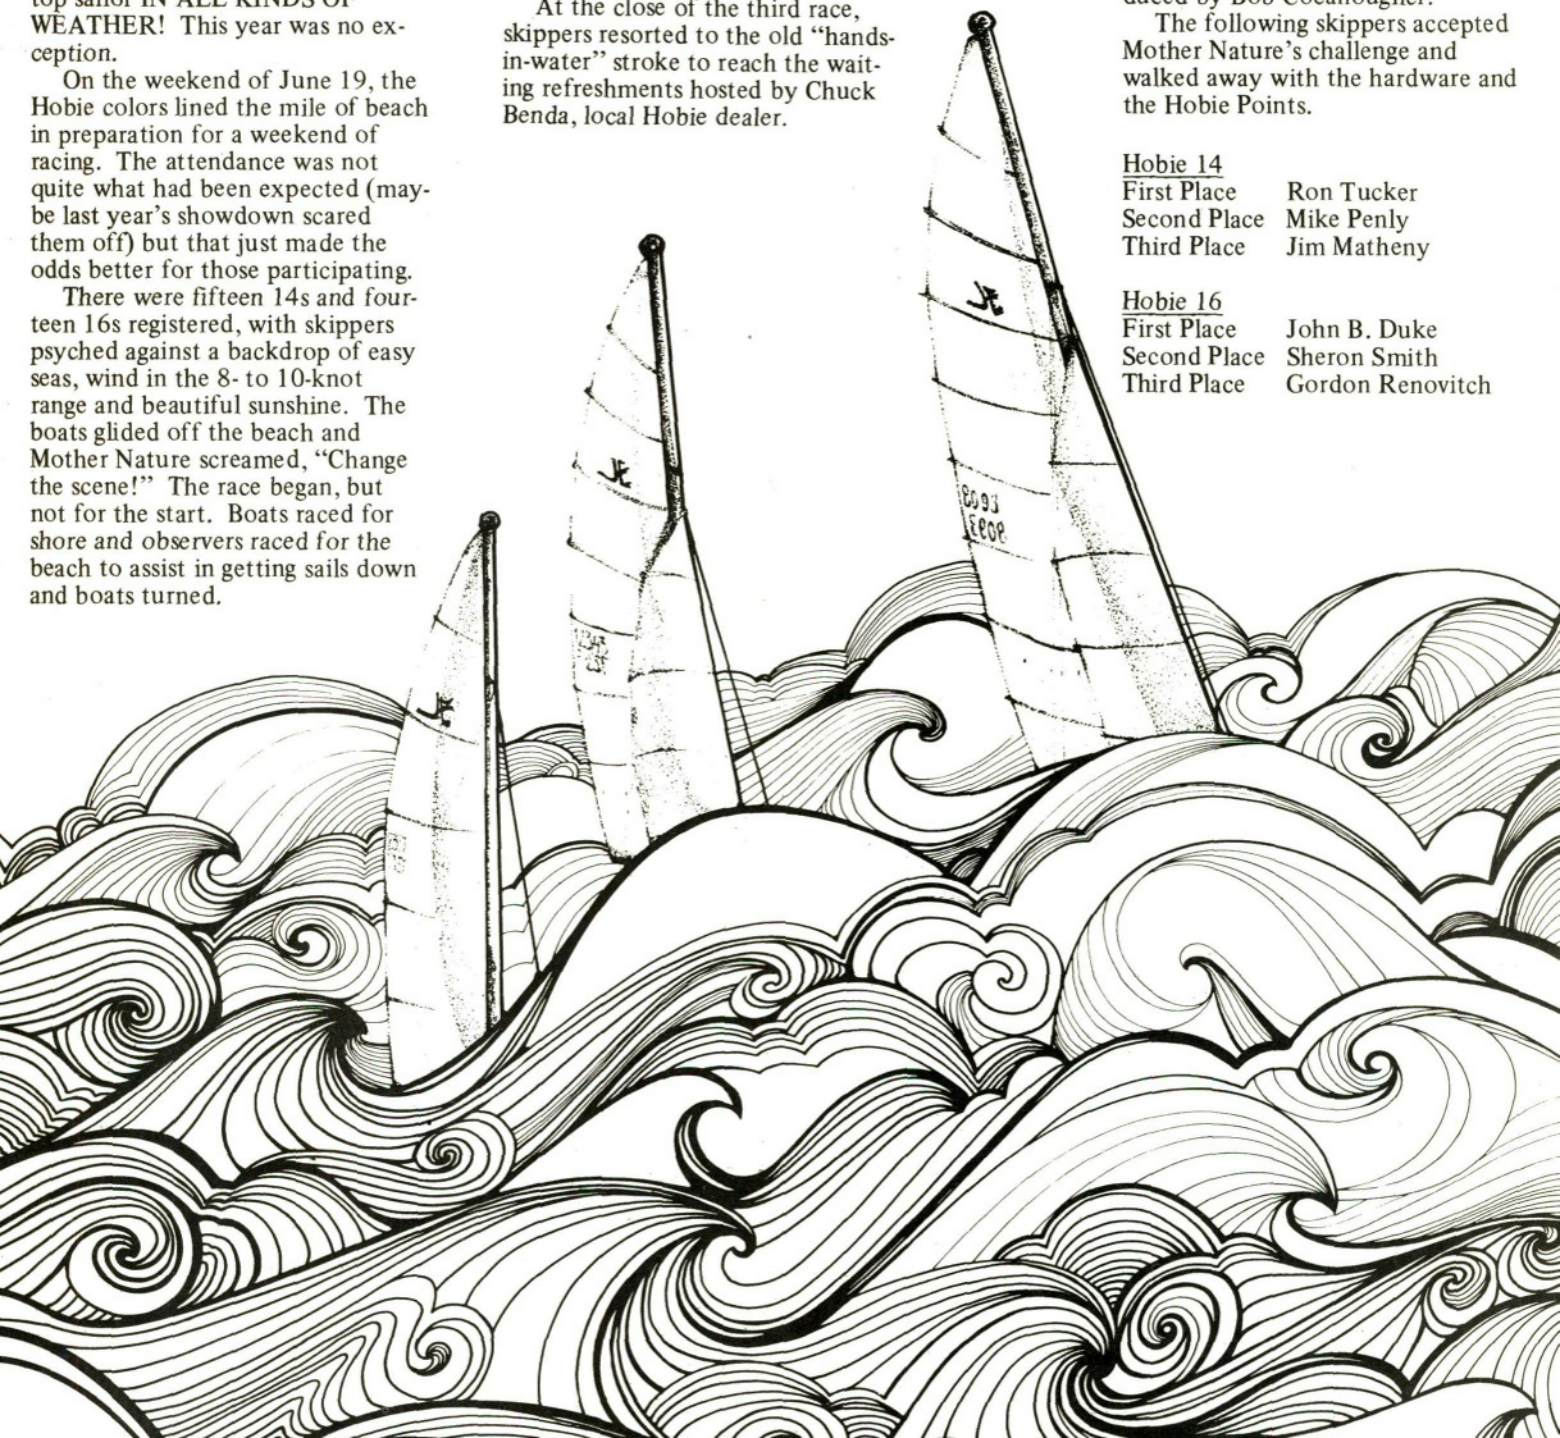 top sailor IN ALL KINDS OF
WEATHER! This year was no ex-
ception.
On the weekend of June 19, the
Hobie colors lined the mile of beach
in preparation for a weekend of
racing. The attendance was not
quite what had been expected (may-
be last year's showdown scared
them off) but that just made the
odds better for those participating.
There were fifteen 14s and four-
teen 16s registered, with skippers
psyched against a backdrop of easy
seas, wind in the 8- to 10-knot
range and beautiful sunshine. The
boats glided off the beach and
Mother Nature screamed, “Change
the scene!” The race began, but
not for the start. Boats raced for
shore and observers raced for the
beach to assist in getting sails down
and boats turned.
At the close of the third race,
skippers resorted to the old “hands-
in-water” stroke to reach the wait-
ing refreshments hosted by Chuck
Benda, local Hobie dealer.
duced by Bob Cocanougher.
The following skippers accepted
Mother Nature's challenge and
walked away with the hardware and
the Hobie Points.
Hobie 14
First Place Ron Tucker
Second Place Mike Penly
Third Place Jim Matheny
Hobie 16
First Place John B. Duke
Second Place Sheron Smith
Third Place Gordon Renovitch